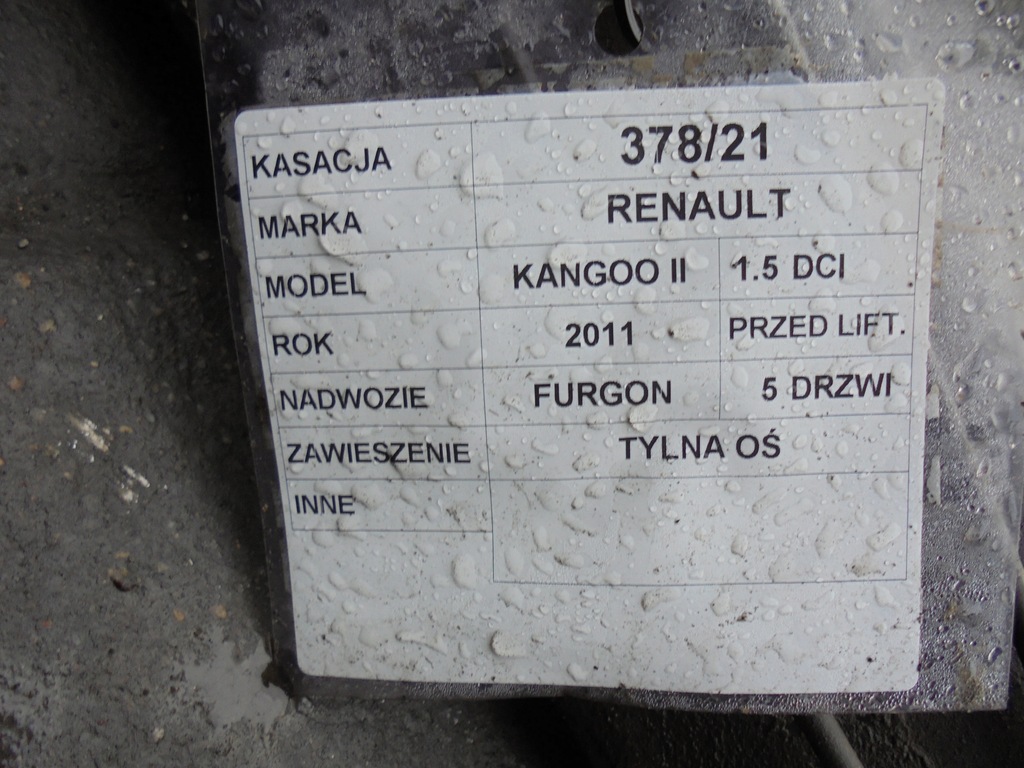 KASACJA 378/21
MARKA RENAULT
MODEL KANGOO II 1.5 DCI
ROK 2011 PRZED LIFT.
NADWOZIE FURGON 5 DRZWI
ZAWIESZENIE TYLNA OŚ
INNE